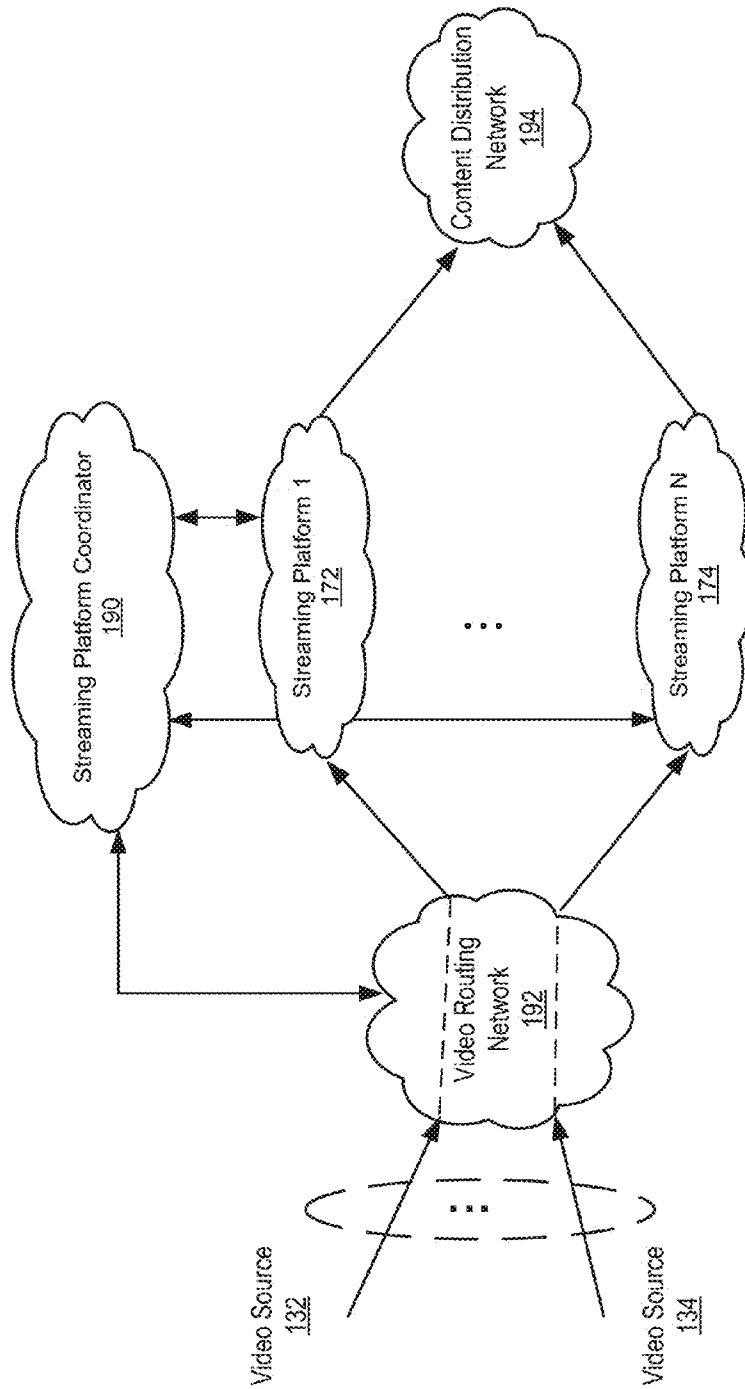 Video Source
132
Video Source
134
...
Video Routing
Network
192
Streaming Platform Coordinator
190
Streaming Platform 1
172
...
Streaming Platform N
174
Content Distribution
Network
194